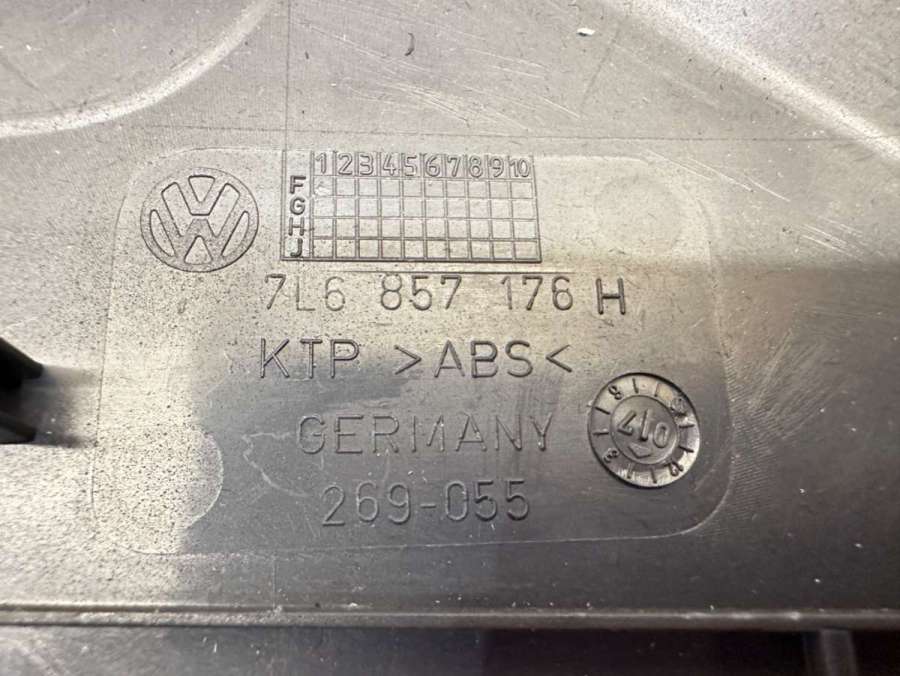 1 2 3 4 5 6 7 8 9 10
F
G
H
J
7L6 857 176 H
KTP >ABS<
GERMANY
269-055